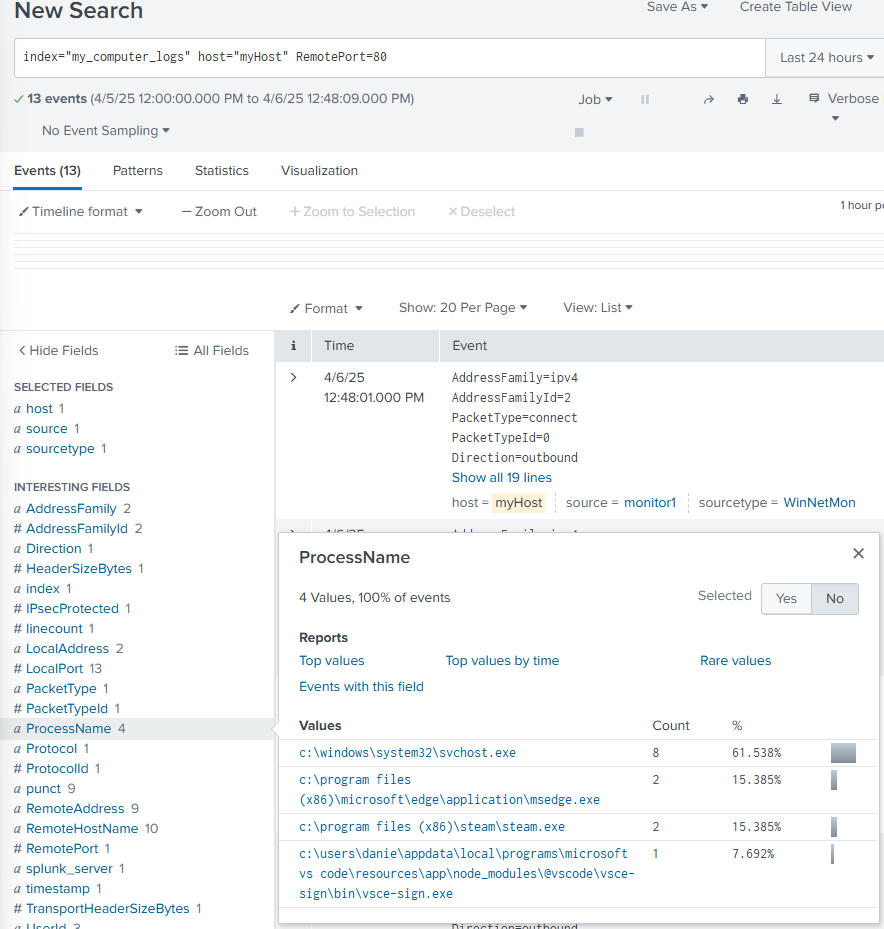 New Search
Save As ▾ Create Table View
index="my_computer_logs" host="myHost" RemotePort=80
Last 24 hours ▾
✓ 13 events (4/5/25 12:00:00.000 PM to 4/6/25 12:48:09.000 PM)
Job ▾
Verbose ▾
No Event Sampling ▾
Events (13) Patterns Statistics Visualization
Timeline format ▾ — Zoom Out + Zoom to Selection × Deselect
1 hour
Format ▾ Show: 20 Per Page ▾ View: List ▾
< Hide Fields All Fields
i Time Event
SELECTED FIELDS
a host 1
a source 1
a sourcetype 1
INTERESTING FIELDS
a AddressFamily 2
# AddressFamilyId 2
a Direction 1
# HeaderSizeBytes 1
a index 1
# IPsecProtected 1
# linecount 1
a LocalAddress 2
# LocalPort 13
a PacketType 1
# PacketTypeId 1
a ProcessName 4
a Protocol 1
# ProtocolId 1
a punct 9
a RemoteAddress 9
a RemoteHostName 10
# RemotePort 1
a splunk_server 1
a timestamp 1
# TransportHeaderSizeBytes 1
a UserId 3
> 4/6/25
12:48:01.000 PM
AddressFamily=ipv4
AddressFamilyId=2
PacketType=connect
PacketTypeId=0
Direction=outbound
Show all 19 lines
host = myHost source = monitor1 sourcetype = WinNetMon
ProcessName ×
4 Values, 100% of events
Selected Yes No
Reports
Top values Top values by time Rare values
Events with this field
Values Count %
c:\windows\system32\svchost.exe 8 61.538%
c:\program files 2 15.385%
(x86)\microsoft\edge\application\msedge.exe
c:\program files (x86)\steam\steam.exe 2 15.385%
c:\users\danie\appdata\local\programs\microsoft 1 7.692%
vs code\resources\app\node_modules\@vscode\vsce-
sign\bin\vsce-sign.exe
Direction=outbound